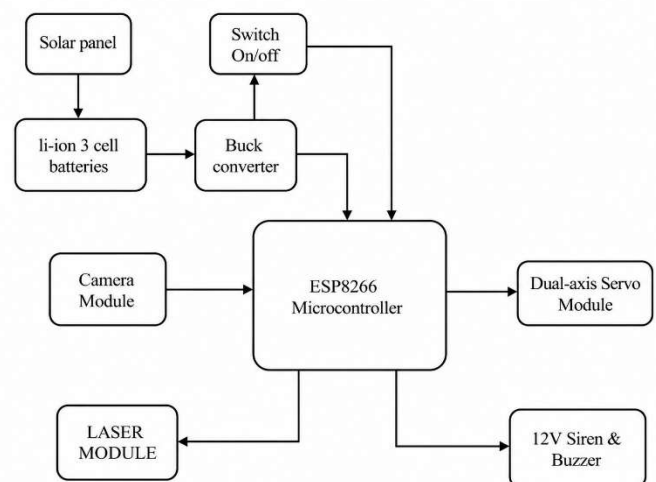 Solar panel
Switch
On/off
li-ion 3 cell
batteries
Buck
converter
Camera
Module
ESP8266
Microcontroller
Dual-axis Servo
Module
LASER
MODULE
12V Siren &
Buzzer